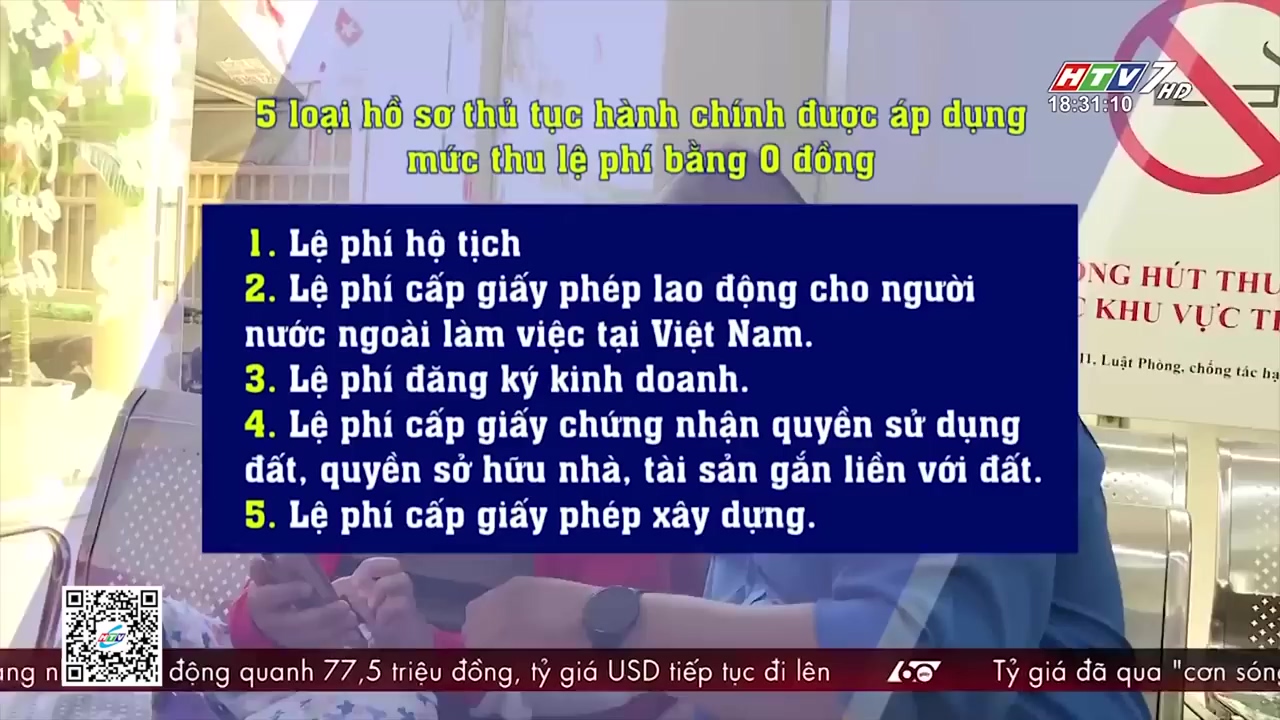 HTV7 HD
18:31:10
5 loại hồ sơ thủ tục hành chính được áp dụng
mức thu lệ phí bằng 0 đồng
1. Lệ phí hộ tịch
2. Lệ phí cấp giấy phép lao động cho người
nước ngoài làm việc tại Việt Nam.
3. Lệ phí đăng ký kinh doanh.
4. Lệ phí cấp giấy chứng nhận quyền sử dụng
đất, quyền sở hữu nhà, tài sản gắn liền với đất.
5. Lệ phí cấp giấy phép xây dựng.
HÚT
KHU VỰC
11, Luật Phòng, chống tác
HTV
động quanh 77,5 triệu đồng, tỷ giá USD tiếp tục đi lên
60
Tỷ giá đã qua "cơn